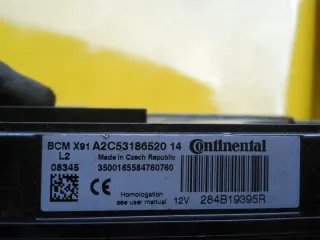 BCM X91 A2C53186520 14 Continental
L2 Made in Czech Republic
08345 3500165584760760
Homologation
see user manual 12V 284B19395R